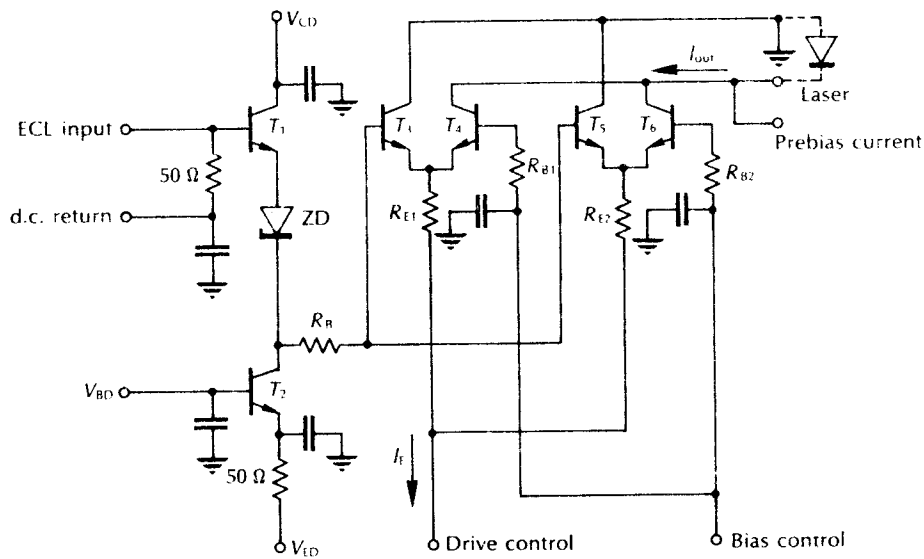 V_CD
I_out
Laser
ECL input
T_1
T_3
T_4
T_5
T_6
Prebias current
50 Ω
R_B1
R_B2
d.c. return
ZD
R_E1
R_E2
R_B
V_BD
T_2
50 Ω
I_E
V_ED
Drive control
Bias control